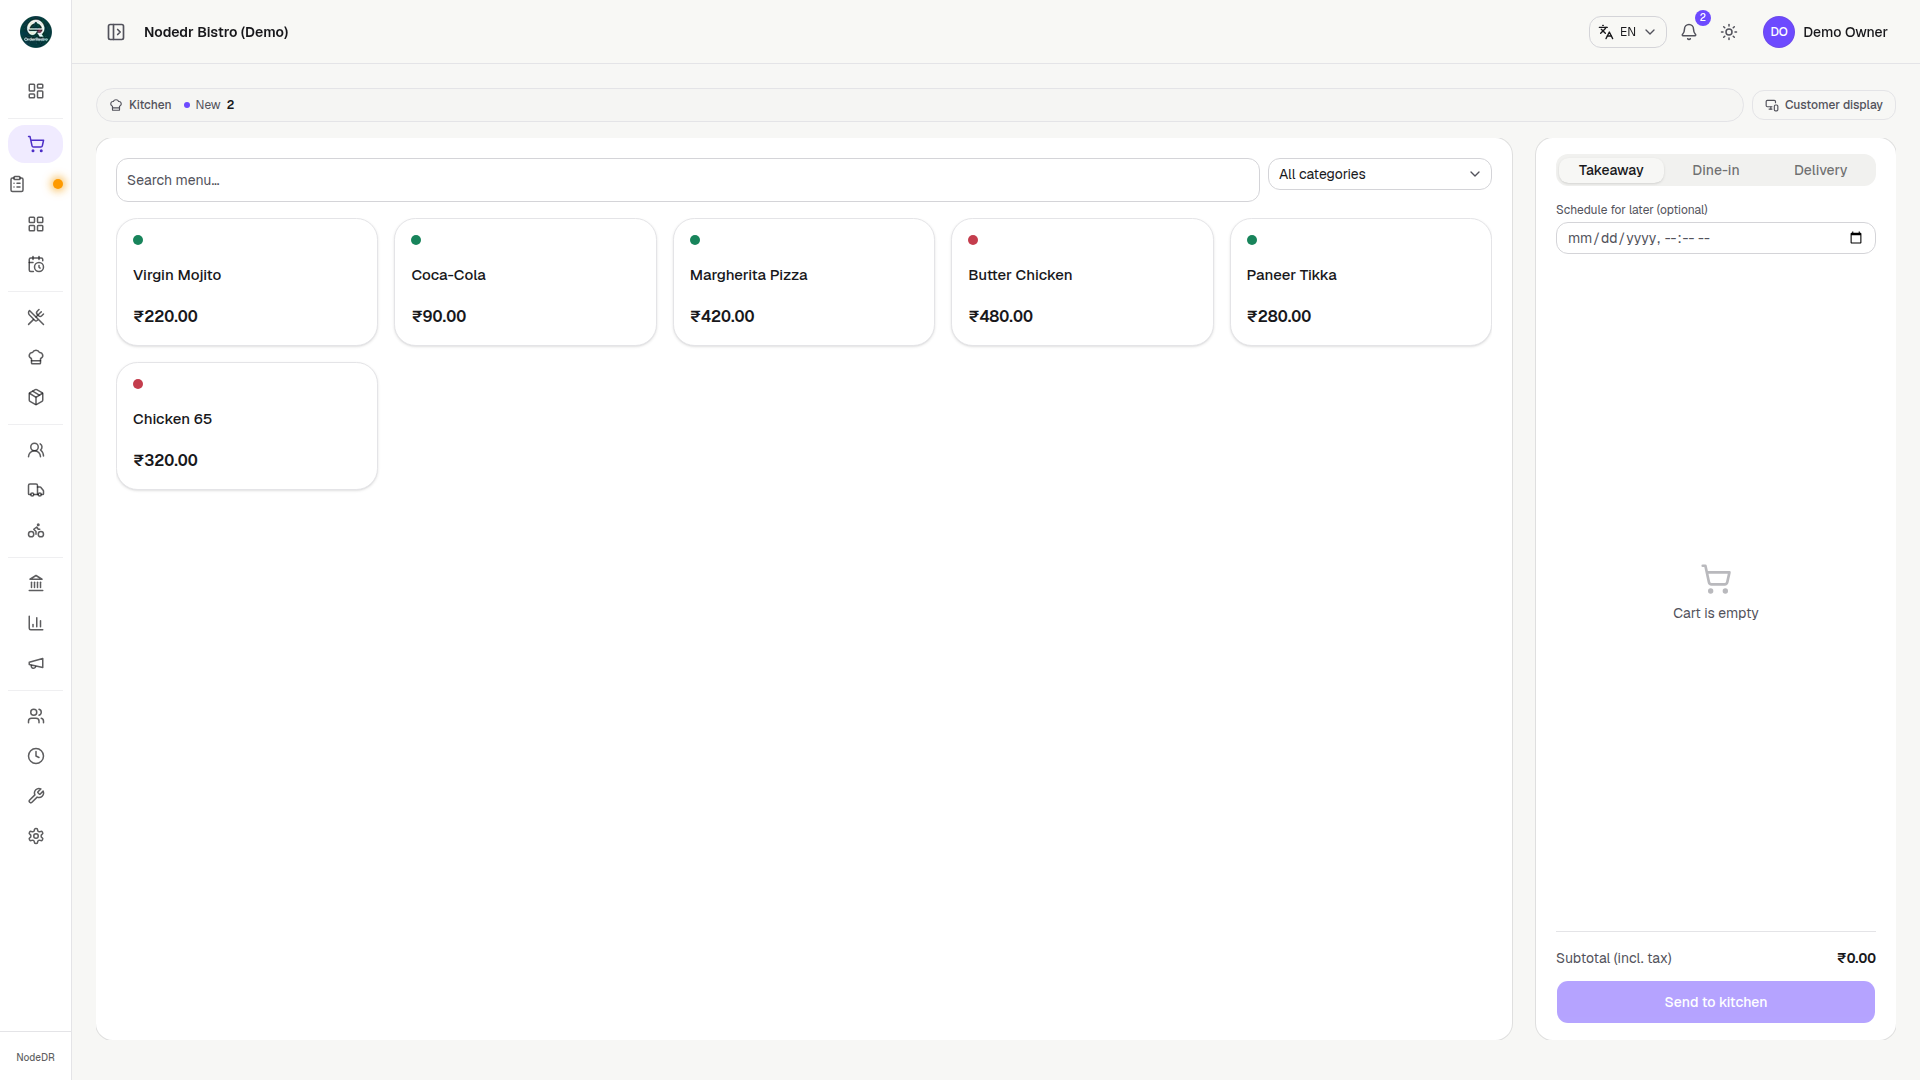 Nodedr Bistro (Demo)
EN
2
DO
Demo Owner
Kitchen
New 2
Customer display
Search menu...
All categories
Virgin Mojito
₹220.00
Coca-Cola
₹90.00
Margherita Pizza
₹420.00
Butter Chicken
₹480.00
Paneer Tikka
₹280.00
Chicken 65
₹320.00
Takeaway
Dine-in
Delivery
Schedule for later (optional)
mm/dd/yyyy, --:-- --
Cart is empty
Subtotal (incl. tax)
₹0.00
Send to kitchen
NodeDR